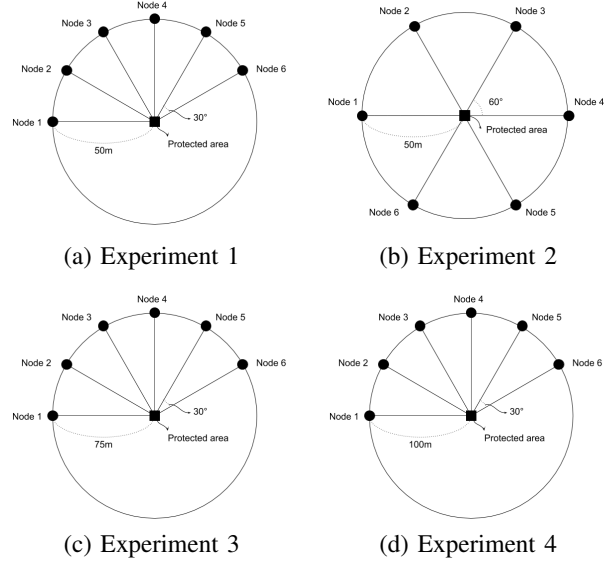 Node 4
Node 3
Node 5
Node 2
Node 6
Node 1
30°
Protected area
50m
(a) Experiment 1
Node 2
Node 3
60°
Node 1
Node 4
Protected area
50m
Node 6
Node 5
(b) Experiment 2
Node 4
Node 3
Node 5
Node 2
Node 6
Node 1
30°
Protected area
75m
(c) Experiment 3
Node 4
Node 3
Node 5
Node 2
Node 6
Node 1
30°
Protected area
100m
(d) Experiment 4